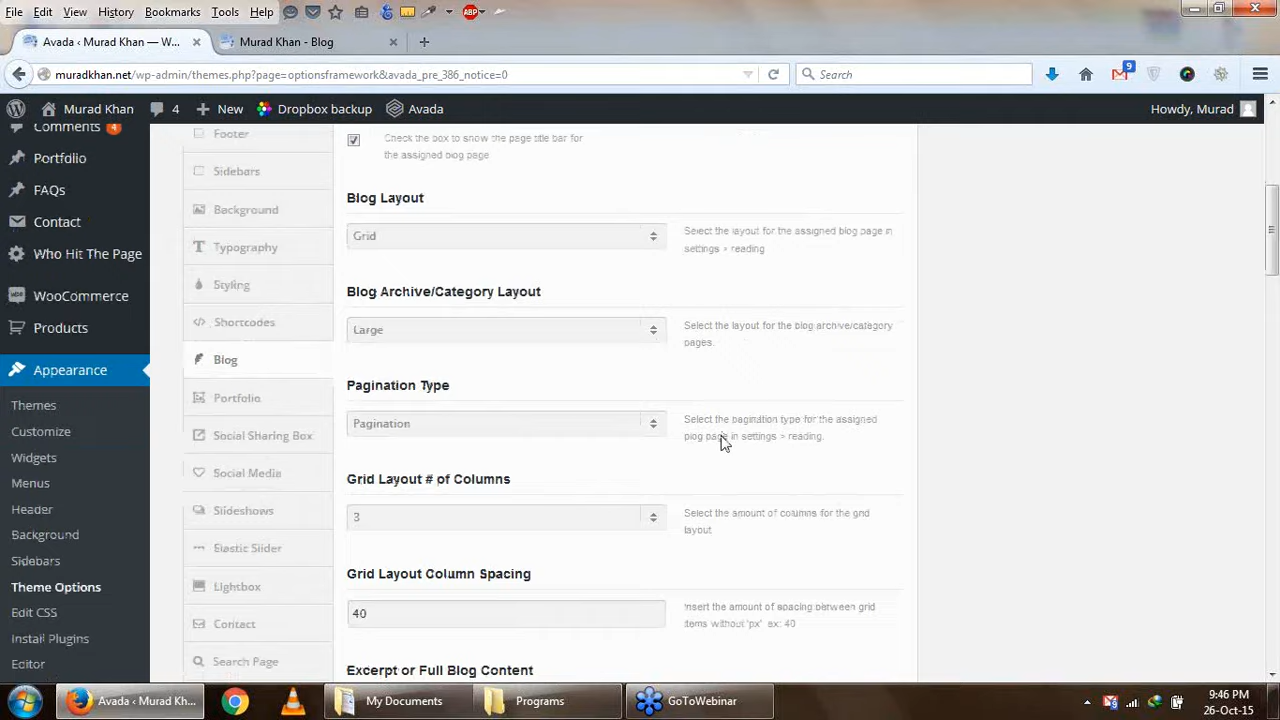 File Edit View History Bookmarks Tools Help
Avada ‹ Murad Khan — W...
Murad Khan - Blog
muradkhan.net/wp-admin/themes.php?page=optionsframework&avada_pre_386_notice=0
Search
9
Murad Khan 4 New Dropbox backup Avada
Howdy, Murad
Comments 4
Portfolio
FAQs
Contact
Who Hit The Page
WooCommerce
Products
Appearance
Themes
Customize
Widgets
Menus
Header
Background
Sidebars
Theme Options
Edit CSS
Install Plugins
Editor
Footer
Sidebars
Background
Typography
Styling
Shortcodes
Blog
Portfolio
Social Sharing Box
Social Media
Slideshows
Elastic Slider
Lightbox
Contact
Search Page
Check the box to show the page title bar for
the assigned blog page
Blog Layout
Grid
Select the layout for the assigned blog page in
settings > reading
Blog Archive/Category Layout
Large
Select the layout for the blog archive/category
pages.
Pagination Type
Pagination
Select the pagination type for the assigned
blog page in settings > reading.
Grid Layout # of Columns
3
Select the amount of columns for the grid
layout
Grid Layout Column Spacing
40
Insert the amount of spacing between grid
items without 'px' ex: 40
Excerpt or Full Blog Content
Avada ‹ Murad Kha...
My Documents
Programs
GoToWebinar
9:46 PM
26-Oct-15